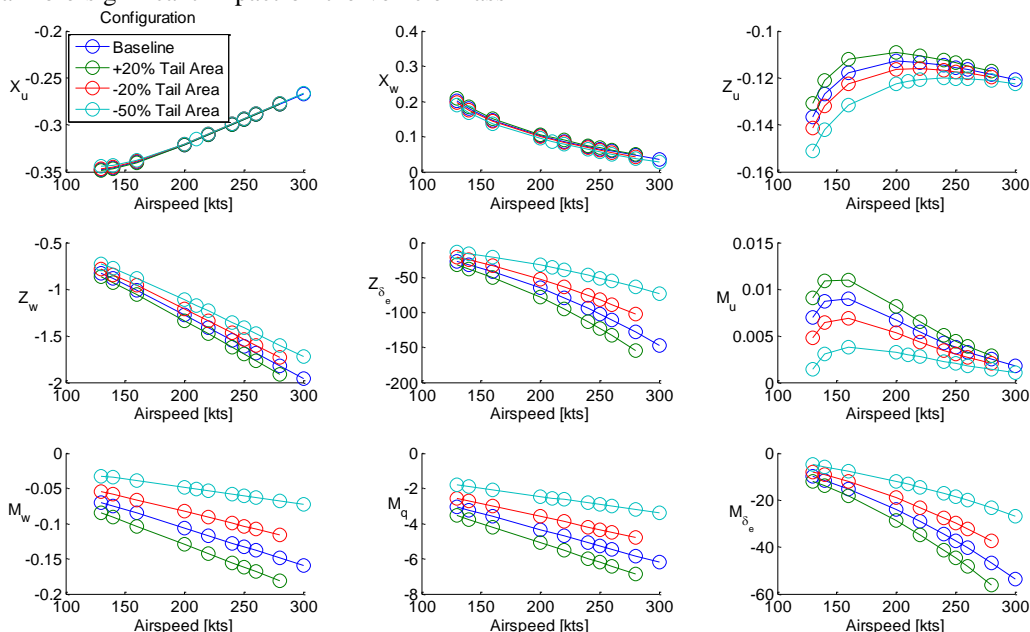 Configuration
Baseline
+20% Tail Area
-20% Tail Area
-50% Tail Area
-0.2
-0.25
-0.3
-0.35
X_u
100 150 200 250 300
Airspeed [kts]
0.4
0.3
0.2
0.1
0
X_w
100 150 200 250 300
Airspeed [kts]
-0.1
-0.12
-0.14
-0.16
Z_u
100 150 200 250 300
Airspeed [kts]
-0.5
-1
-1.5
-2
Z_w
100 150 200 250 300
Airspeed [kts]
0
-50
-100
-150
-200
Z_δ_e
100 150 200 250 300
Airspeed [kts]
0.015
0.01
0.005
0
M_u
100 150 200 250 300
Airspeed [kts]
0
-0.05
-0.1
-0.15
-0.2
M_w
100 150 200 250 300
Airspeed [kts]
0
-2
-4
-6
-8
M_q
100 150 200 250 300
Airspeed [kts]
0
-20
-40
-60
M_δ_e
100 150 200 250 300
Airspeed [kts]